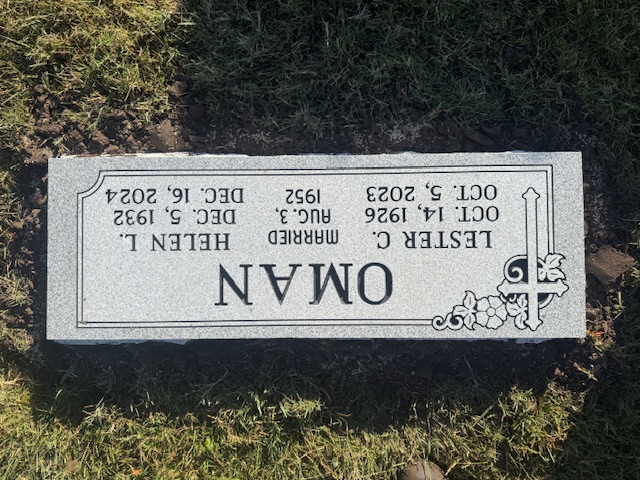 OMAN
LESTER C.
OCT. 14, 1926
OCT. 5, 2023
MARRIED
AUG. 3,
1952
HELEN L.
DEC. 5, 1932
DEC. 16, 2024